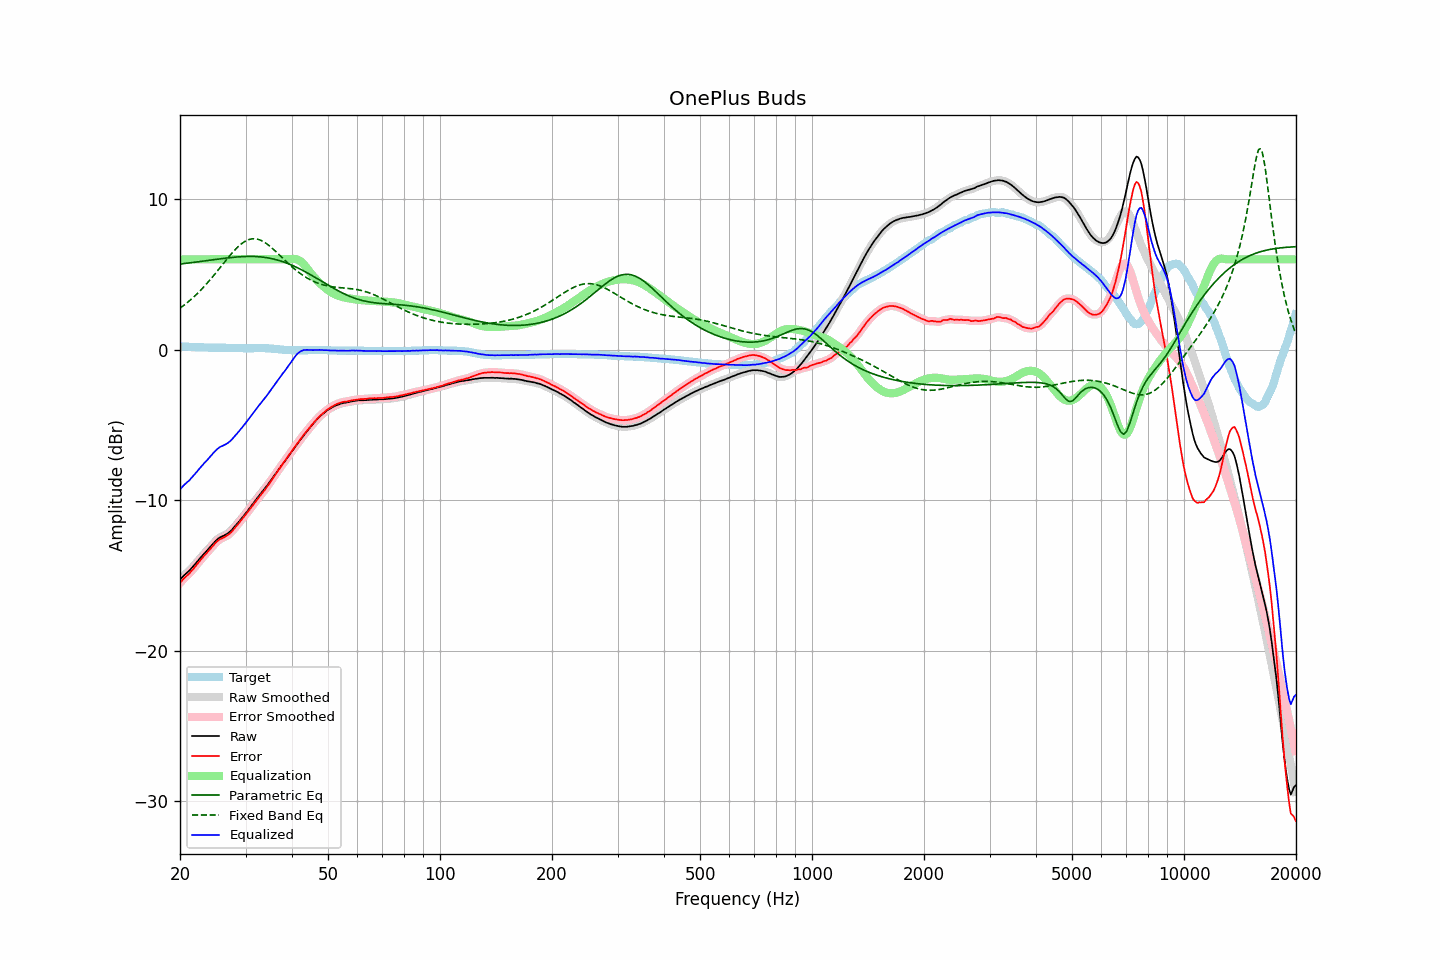 OnePlus Buds
Amplitude (dBr)
10
0
−10
−20
−30
Target
Raw Smoothed
Error Smoothed
Raw
Error
Equalization
Parametric Eq
Fixed Band Eq
Equalized
20 50 100 200 500 1000 2000 5000 10000 20000
Frequency (Hz)